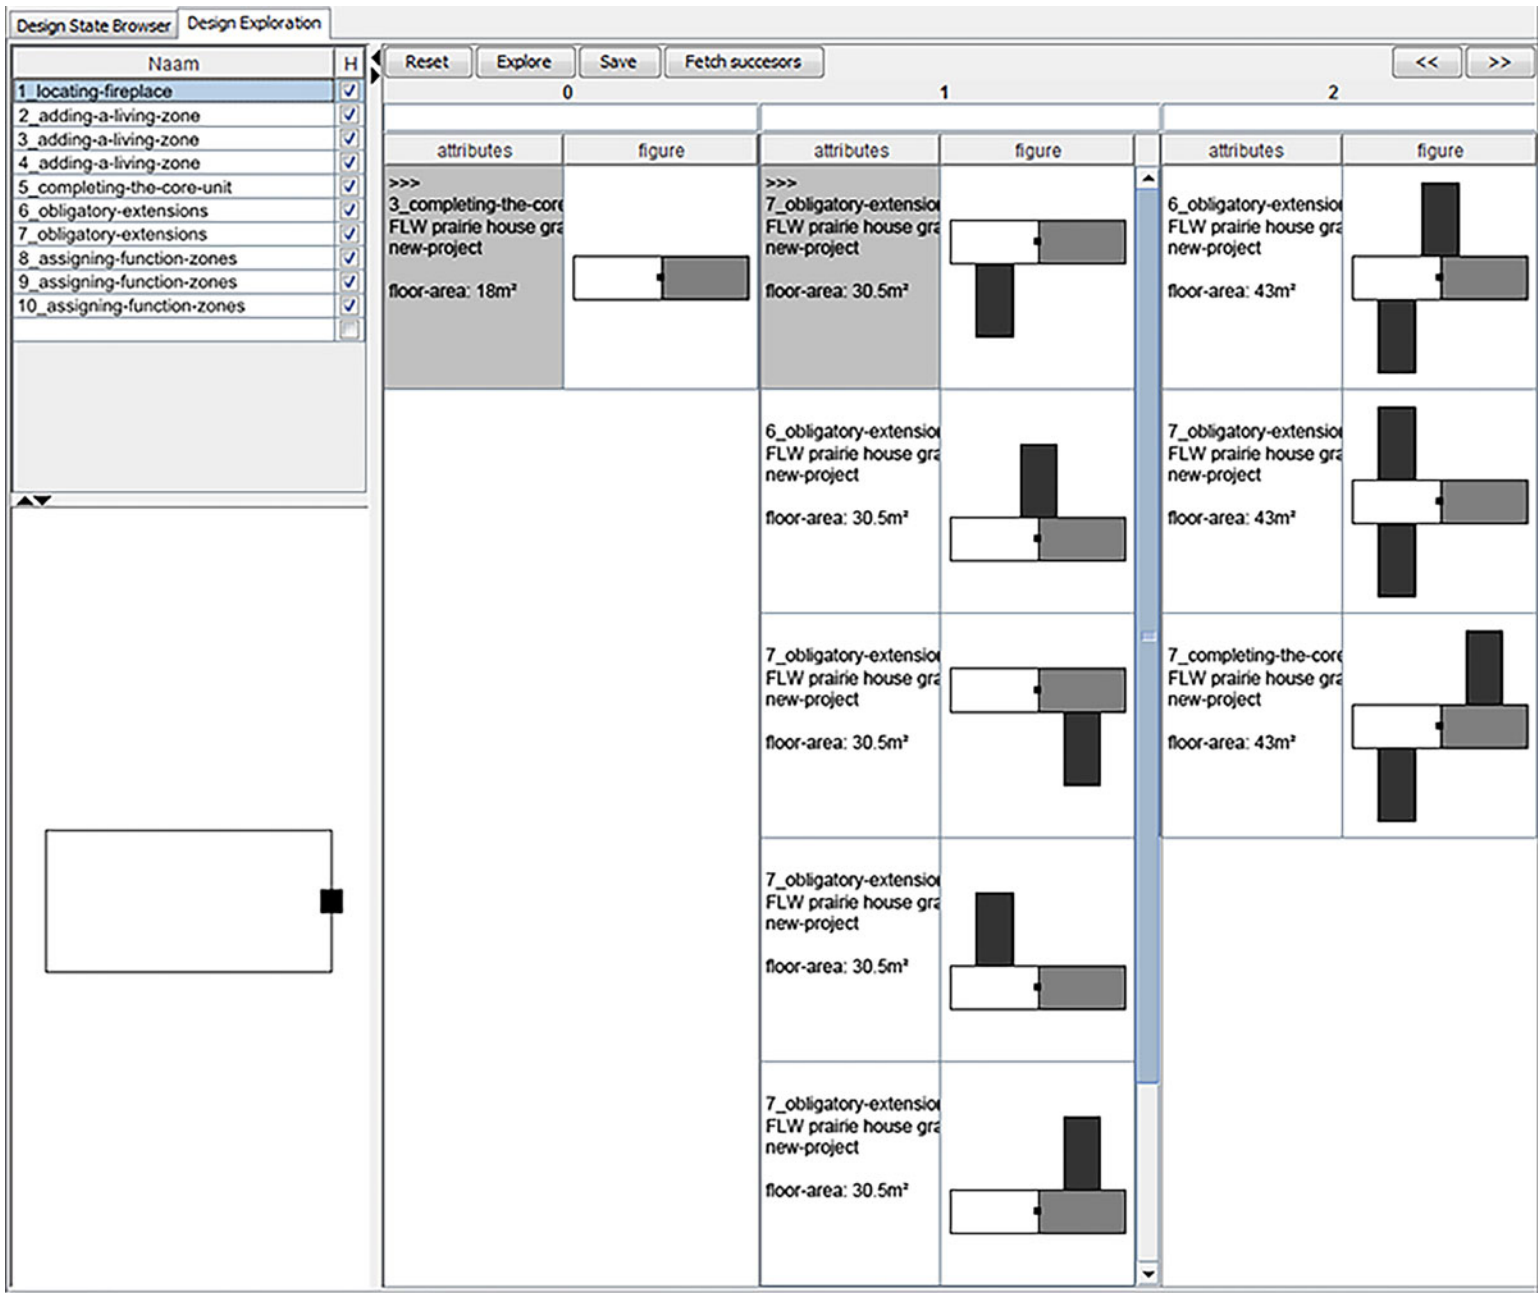 Design State Browser
Design Exploration
Naam
H
1_locating-fireplace
2_adding-a-living-zone
3_adding-a-living-zone
4_adding-a-living-zone
5_completing-the-core-unit
6_obligatory-extensions
7_obligatory-extensions
8_assigning-function-zones
9_assigning-function-zones
10_assigning-function-zones
Reset
Explore
Save
Fetch succesors
<<
>>
0
attributes
figure
>>>
3_completing-the-core
FLW prairie house gra
new-project
floor-area: 18m²
1
attributes
figure
>>>
7_obligatory-extension
FLW prairie house gra
new-project
floor-area: 30.5m²
6_obligatory-extension
FLW prairie house gra
new-project
floor-area: 30.5m²
7_obligatory-extension
FLW prairie house gra
new-project
floor-area: 30.5m²
7_obligatory-extension
FLW prairie house gra
new-project
floor-area: 30.5m²
7_obligatory-extension
FLW prairie house gra
new-project
floor-area: 30.5m²
2
attributes
figure
6_obligatory-extension
FLW prairie house gra
new-project
floor-area: 43m²
7_obligatory-extension
FLW prairie house gra
new-project
floor-area: 43m²
7_completing-the-core
FLW prairie house gra
new-project
floor-area: 43m²